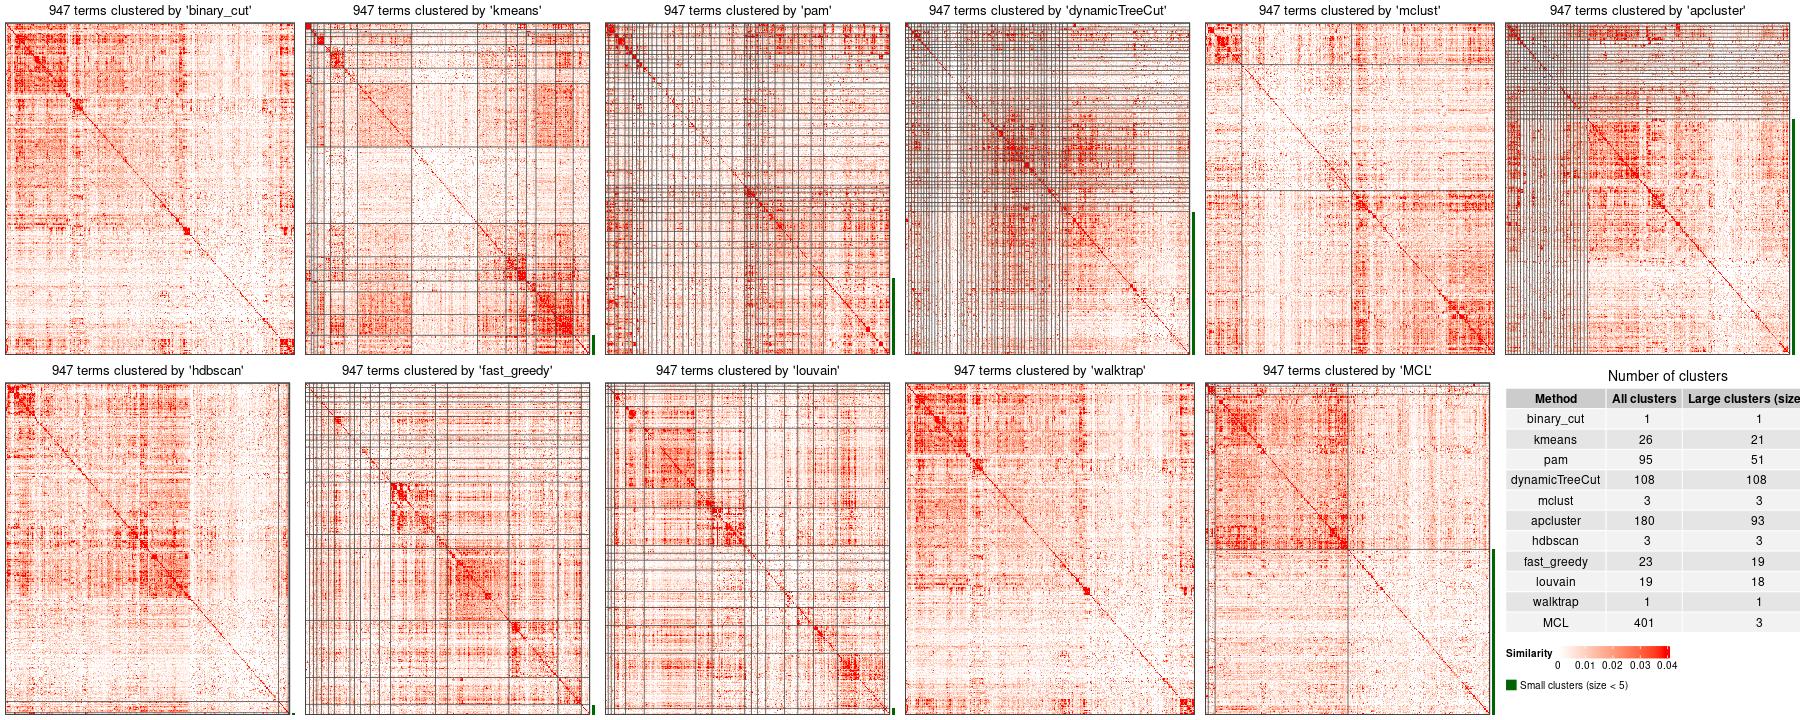 947 terms clustered by 'binary_cut'
947 terms clustered by 'kmeans'
947 terms clustered by 'pam'
947 terms clustered by 'dynamicTreeCut'
947 terms clustered by 'mclust'
947 terms clustered by 'apcluster'
947 terms clustered by 'hdbscan'
947 terms clustered by 'fast_greedy'
947 terms clustered by 'louvain'
947 terms clustered by 'walktrap'
947 terms clustered by 'MCL'
Number of clusters
Method All clusters Large clusters (size
binary_cut 1 1
kmeans 26 21
pam 95 51
dynamicTreeCut 108 108
mclust 3 3
apcluster 180 93
hdbscan 3 3
fast_greedy 23 19
louvain 19 18
walktrap 1 1
MCL 401 3
Similarity
0 0.01 0.02 0.03 0.04
Small clusters (size < 5)